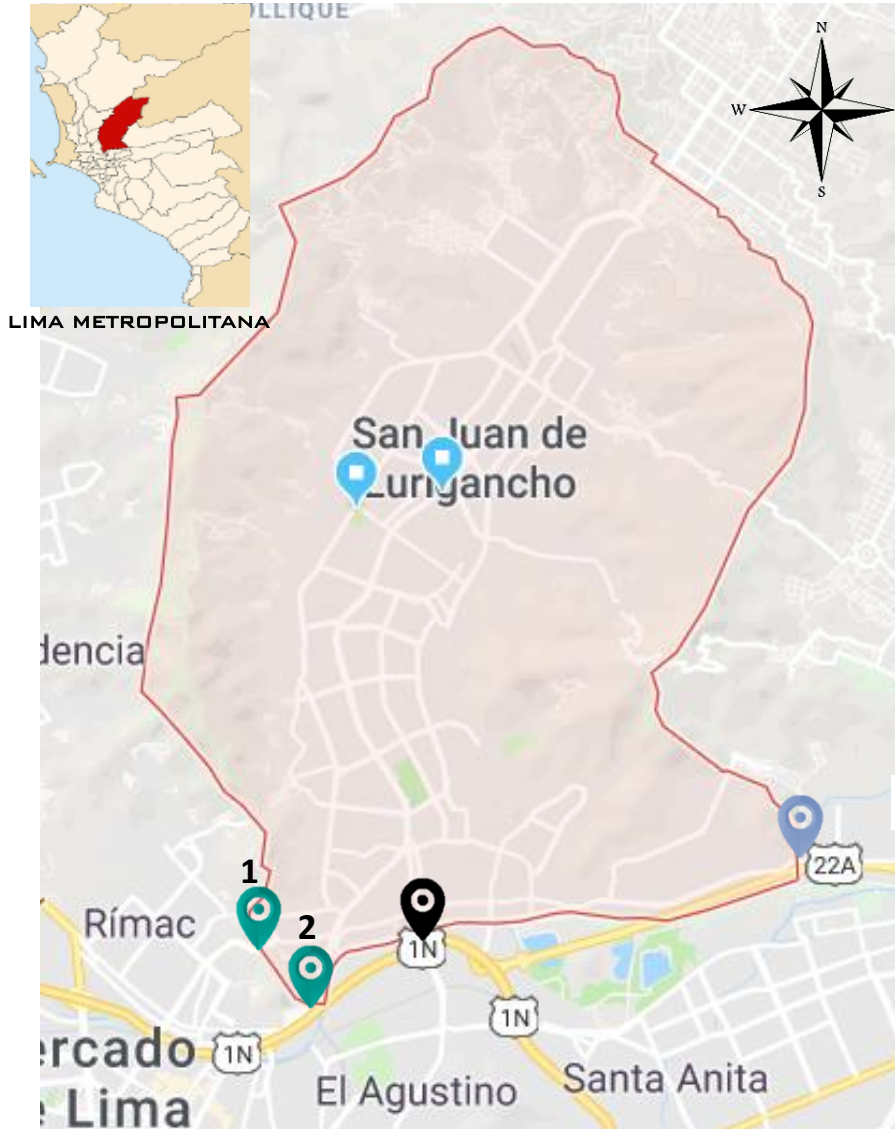 OLLIQUE
N
W
S
LIMA METROPOLITANA
San Juan de
Lurigancho
dencia
1
22A
2
Rímac
1N
1N
ercado
1N
e Lima
El Agustino
Santa Anita